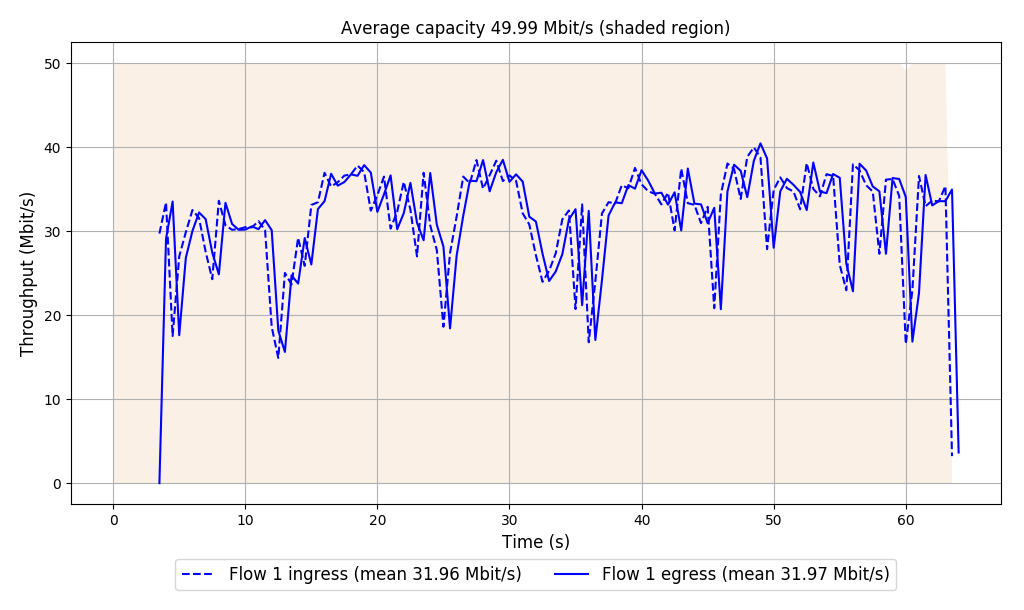 Average capacity 49.99 Mbit/s (shaded region)
Throughput (Mbit/s)
50
40
30
20
10
0
0 10 20 30 40 50 60
Time (s)
Flow 1 ingress (mean 31.96 Mbit/s) Flow 1 egress (mean 31.97 Mbit/s)